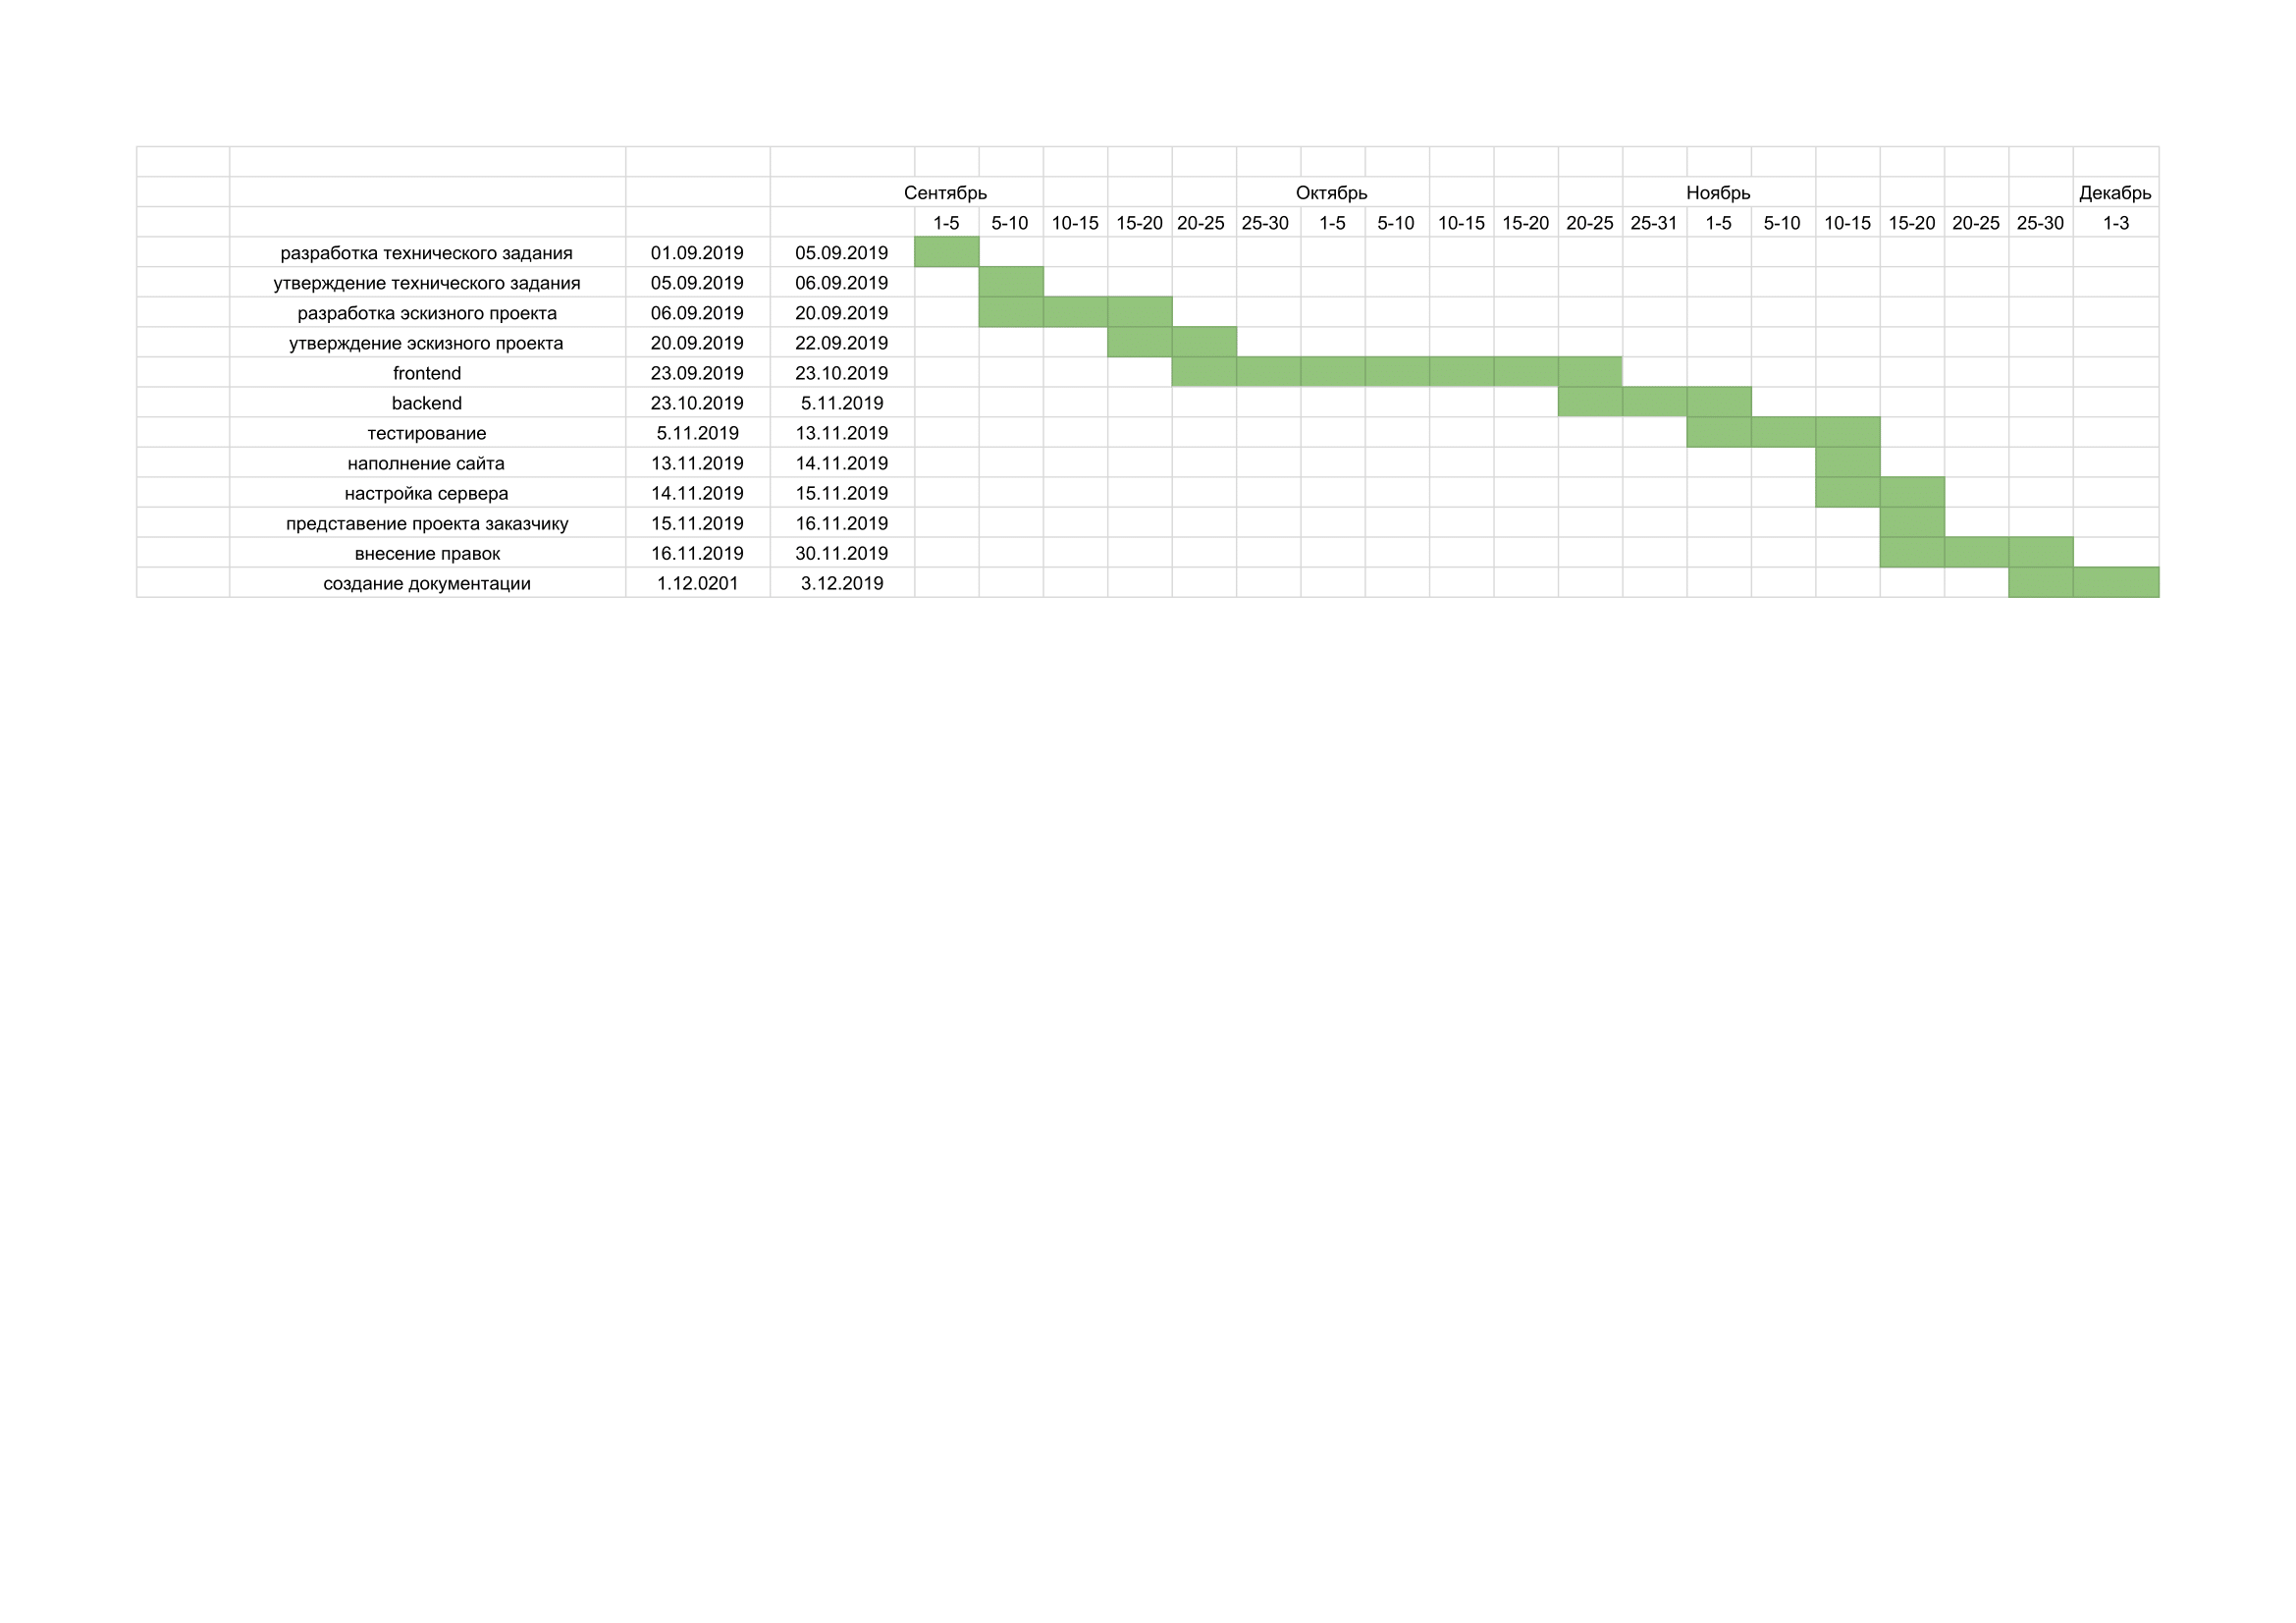 Сентябрь Октябрь Ноябрь Декабрь
1-5 5-10 10-15 15-20 20-25 25-30 1-5 5-10 10-15 15-20 20-25 25-31 1-5 5-10 10-15 15-20 20-25 25-30 1-3
разработка технического задания 01.09.2019 05.09.2019
утверждение технического задания 05.09.2019 06.09.2019
разработка эскизного проекта 06.09.2019 20.09.2019
утверждение эскизного проекта 20.09.2019 22.09.2019
frontend 23.09.2019 23.10.2019
backend 23.10.2019 5.11.2019
тестирование 5.11.2019 13.11.2019
наполнение сайта 13.11.2019 14.11.2019
настройка сервера 14.11.2019 15.11.2019
представение проекта заказчику 15.11.2019 16.11.2019
внесение правок 16.11.2019 30.11.2019
создание документации 1.12.0201 3.12.2019